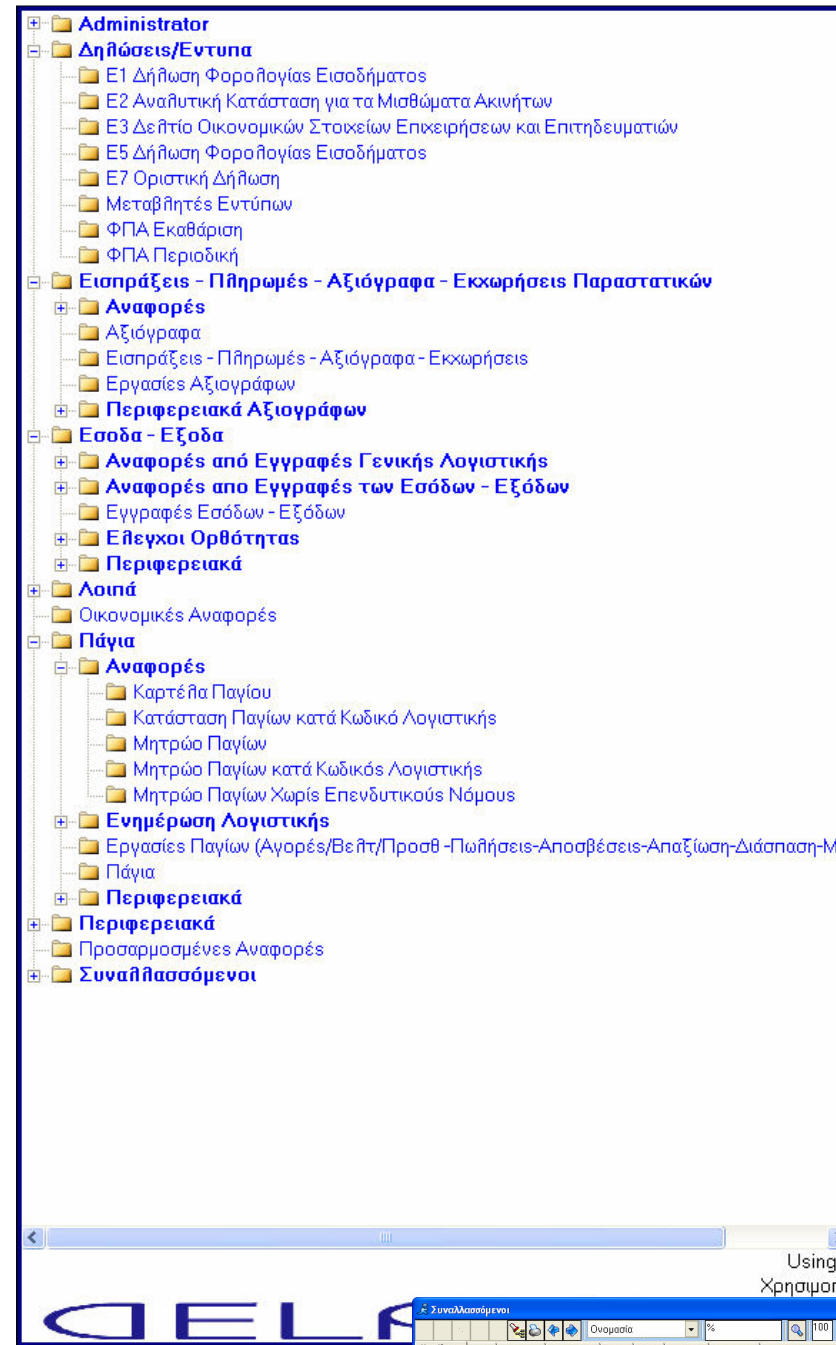 Administrator
Δηλώσεις/Εντυπα
Ε1 Δήλωση Φορολογίας Εισοδήματος
Ε2 Αναλυτική Κατάσταση για τα Μισθώματα Ακινήτων
Ε3 Δελτίο Οικονομικών Στοιχείων Επιχειρήσεων και Επιτηδευματιών
Ε5 Δήλωση Φορολογίας Εισοδήματος
Ε7 Οριστική Δήλωση
Μεταβλητές Εντύπων
ΦΠΑ Εκαθάριση
ΦΠΑ Περιοδική
Εισπράξεις - Πληρωμές - Αξιόγραφα - Εκχωρήσεις Παραστατικών
Αναφορές
Αξιόγραφα
Εισπράξεις - Πληρωμές - Αξιόγραφα - Εκχωρήσεις
Εργασίες Αξιογράφων
Περιφερειακά Αξιογράφων
Εσοδα - Εξοδα
Αναφορές από Εγγραφές Γενικής Λογιστικής
Αναφορές απο Εγγραφές των Εσόδων - Εξόδων
Εγγραφές Εσόδων - Εξόδων
Ελεγχοι Ορθότητας
Περιφερειακά
Λοιπά
Οικονομικές Αναφορές
Πάγια
Αναφορές
Καρτέλα Παγίου
Κατάσταση Παγίων κατά Κωδικό Λογιστικής
Μητρώο Παγίων
Μητρώο Παγίων κατά Κωδικός Λογιστικής
Μητρώο Παγίων Χωρίς Επενδυτικούς Νόμους
Ενημέρωση Λογιστικής
Εργασίες Παγίων (Αγορές/Βελτ/Προσθ -Πωλήσεις-Αποσβέσεις-Απαξίωση-Διάσπαση-Μ
Πάγια
Περιφερειακά
Περιφερειακά
Προσαρμοσμένες Αναφορές
Συναλλασσόμενοι
Using
Χρησιμοπ
Συναλλασσόμενοι
Ονομασία % 100